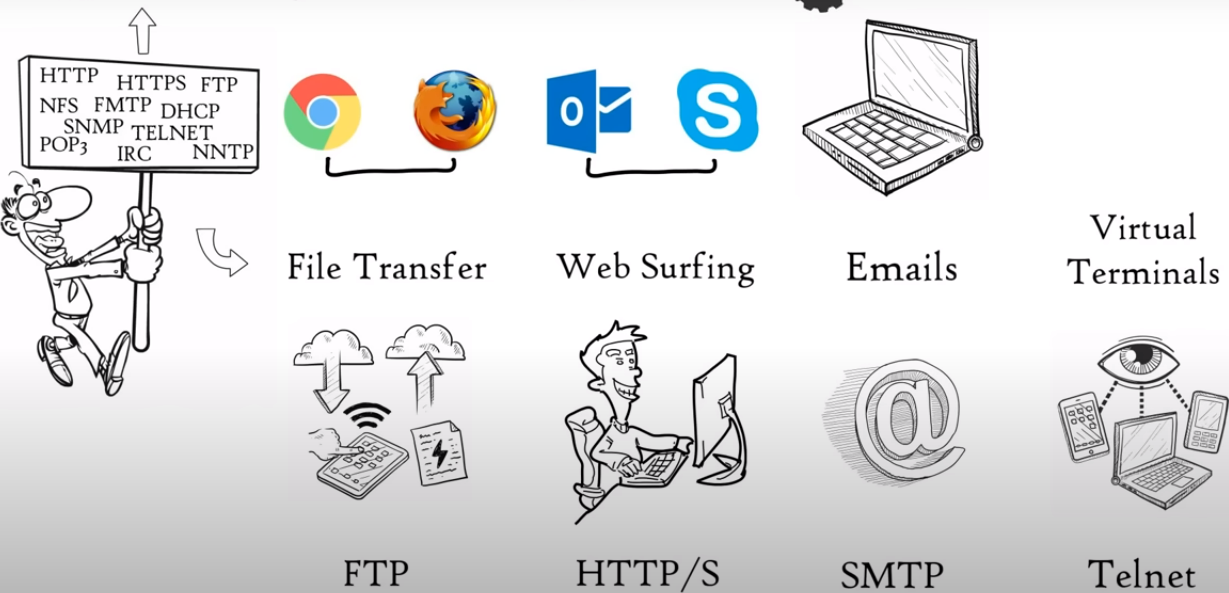 HTTP HTTPS FTP
NFS FMTP DHCP
SNMP TELNET
POP3 IRC NNTP
O S
File Transfer
Web Surfing
Emails
Virtual
Terminals
@
FTP
HTTP/S
SMTP
Telnet